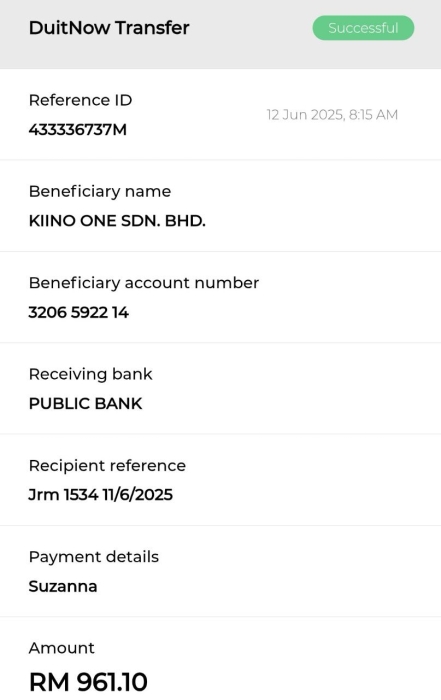 DuitNow Transfer
Successful
Reference ID
12 Jun 2025, 8:15 AM
433336737M
Beneficiary name
KIINO ONE SDN. BHD.
Beneficiary account number
3206 5922 14
Receiving bank
PUBLIC BANK
Recipient reference
Jrm 1534 11/6/2025
Payment details
Suzanna
Amount
RM 961.10